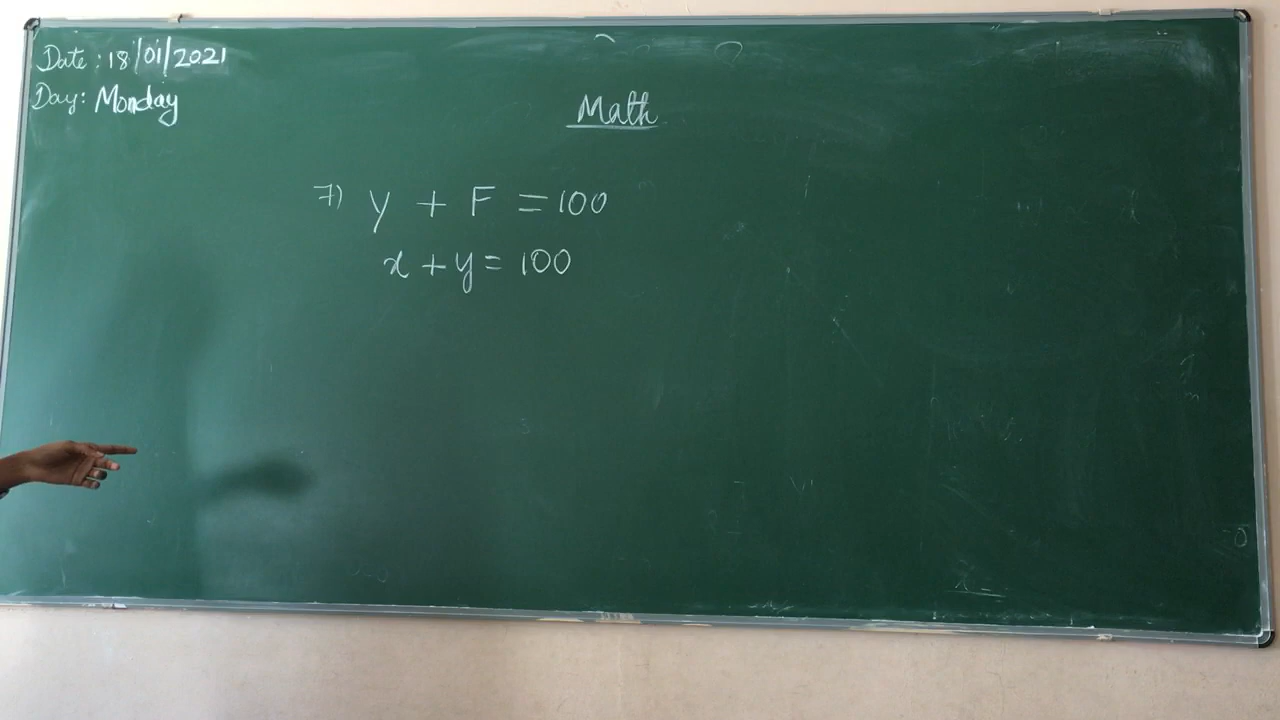 Date: 18/01/2021
Day: Monday
Math
7) y + F = 100
x + y = 100